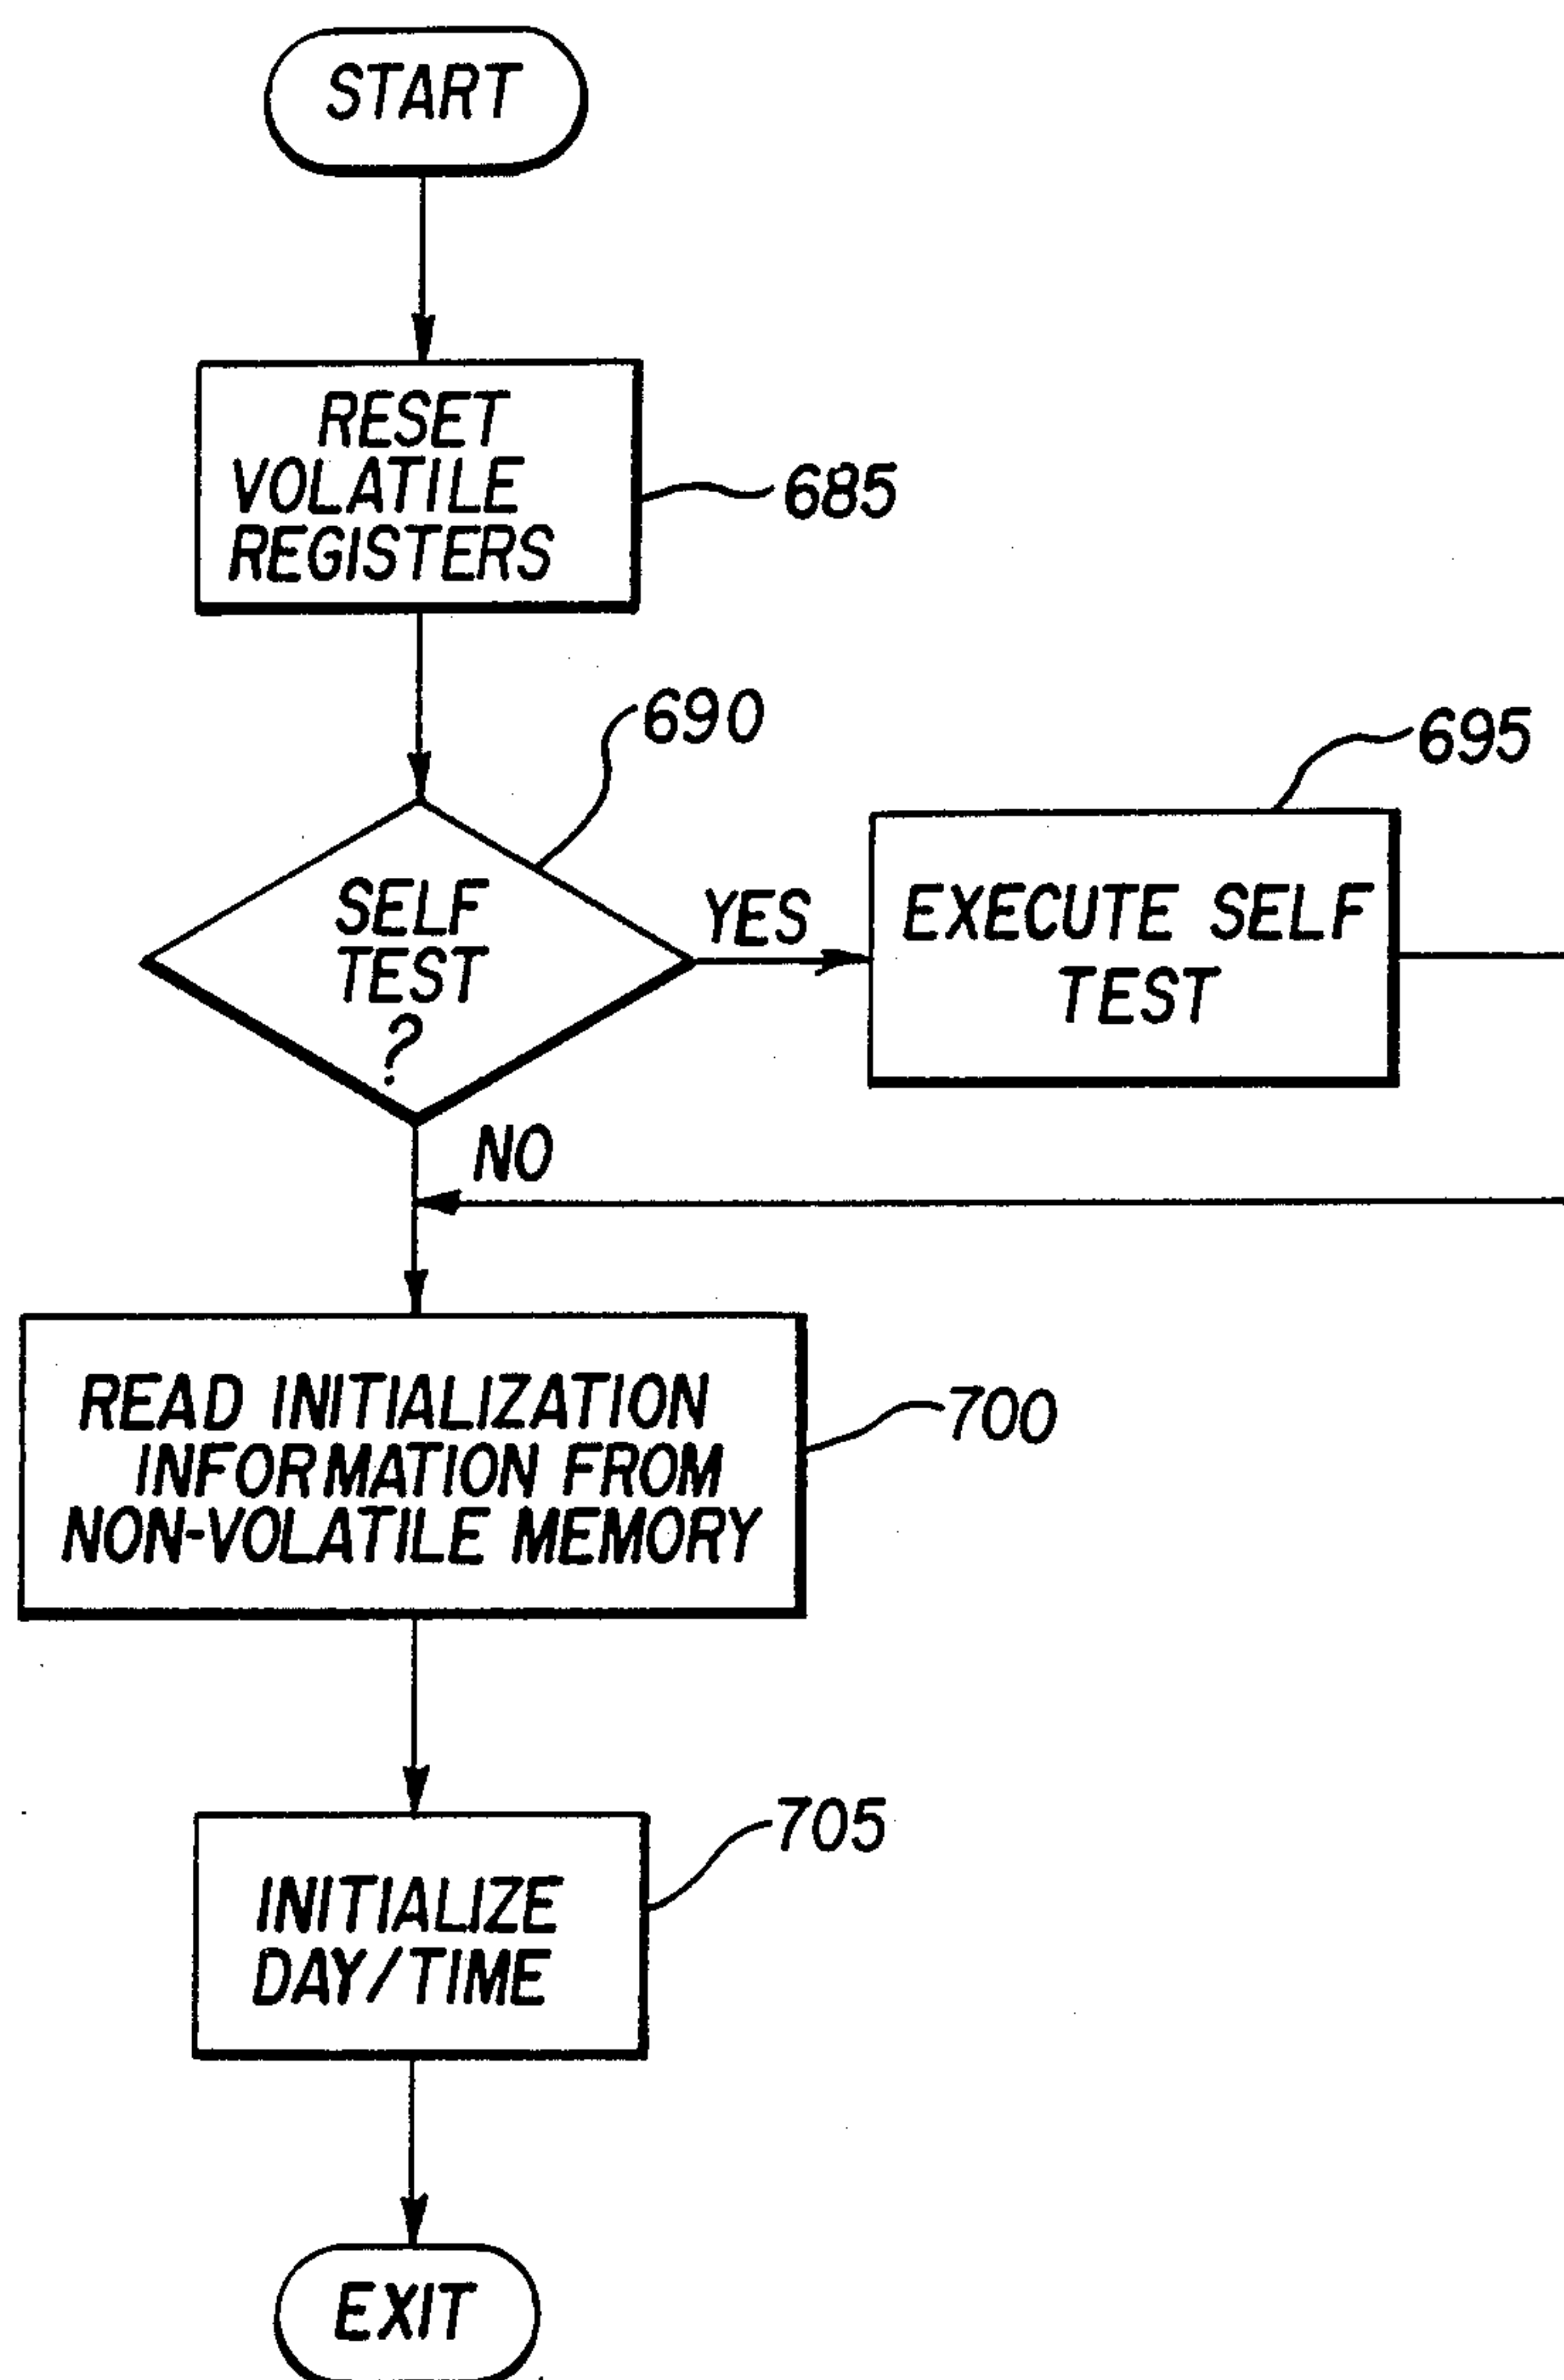 START
RESET
VOLATILE
REGISTERS
685
690
695
SELF
TEST
?
YES
EXECUTE SELF
TEST
NO
READ INITIALIZATION
INFORMATION FROM
NON-VOLATILE MEMORY
700
705
INITIALIZE
DAY/TIME
EXIT